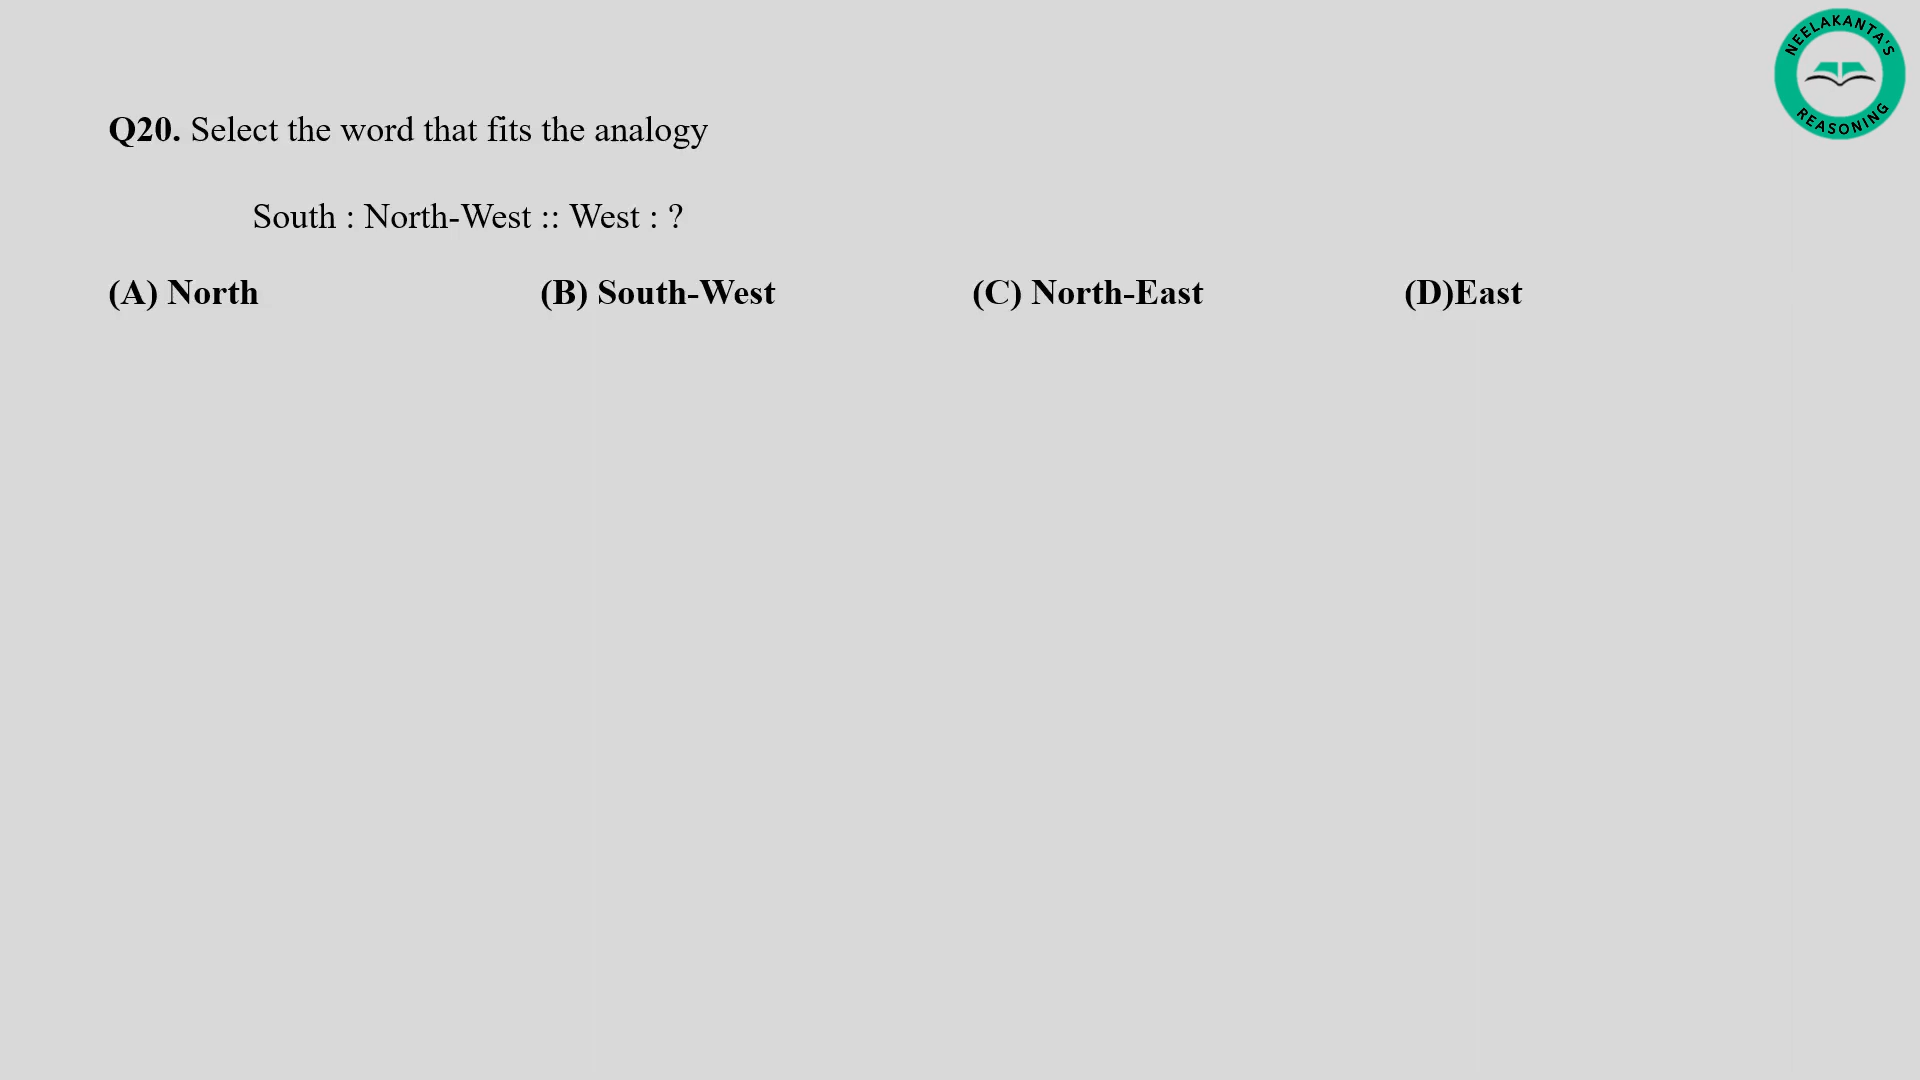 NEELAKANTA'S
REASONING
Q20. Select the word that fits the analogy
South : North-West :: West : ?
(A) North (B) South-West (C) North-East (D)East